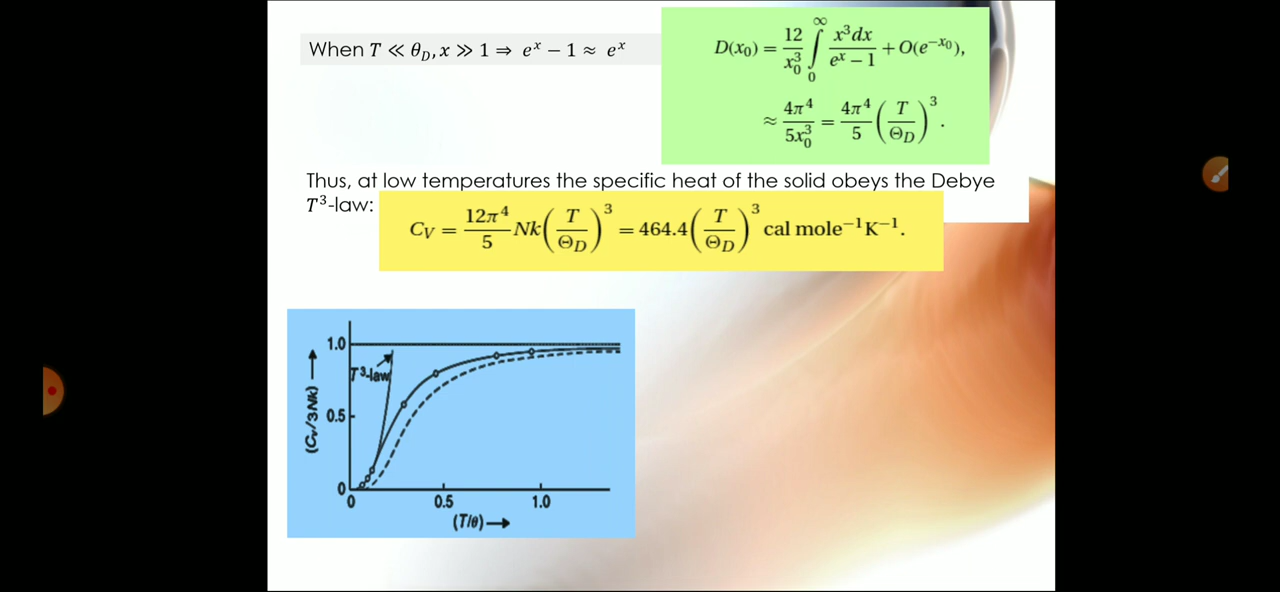 When T ≪ θ_D, x ≫ 1 ⇒ e^x − 1 ≈ e^x
D(x₀) = 12/x₀³ ∫₀^∞ x³dx/(e^x − 1) + O(e^−x₀),
≈ 4π⁴/5x₀³ = 4π⁴/5 (T/Θ_D)³.
Thus, at low temperatures the specific heat of the solid obeys the Debye
T³-law:
C_V = 12π⁴/5 Nk(T/Θ_D)³ = 464.4(T/Θ_D)³ cal mole⁻¹K⁻¹.
1.0
T³-law
0.5
(Cᵥ/3Nk) →
0
0 0.5 1.0
(T/θ) →